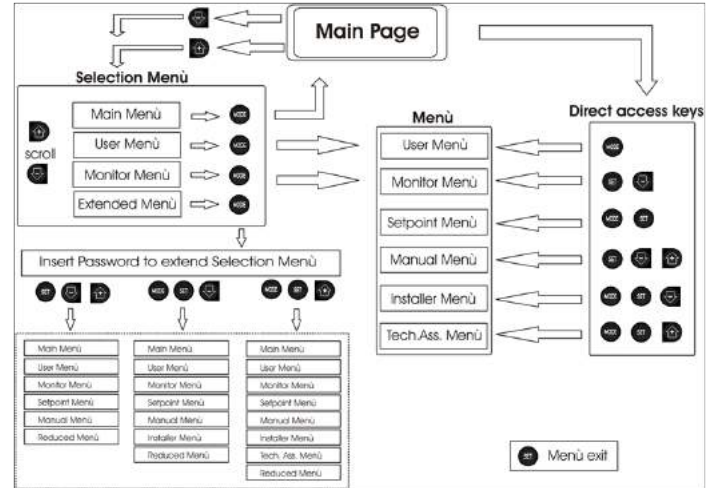 Main Page
Selection Menù
Main Menù MODE
User Menù MODE
Monitor Menù MODE
Extended Menù MODE
scroll
Insert Password to extend Selection Menù
SET
MODE SET
MODE SET
Main Menù
User Menù
Monitor Menù
Setpoint Menù
Manual Menù
Reduced Menù
Main Menù
User Menù
Monitor Menù
Setpoint Menù
Manual Menù
Installer Menù
Reduced Menù
Main Menù
User Menù
Monitor Menù
Setpoint Menù
Manual Menù
Installer Menù
Tech. Ass. Menù
Reduced Menù
Menù
User Menù
Monitor Menù
Setpoint Menù
Manual Menù
Installer Menù
Tech.Ass. Menù
Direct access keys
MODE
SET
MODE SET
SET
MODE SET
MODE SET
SET Menù exit